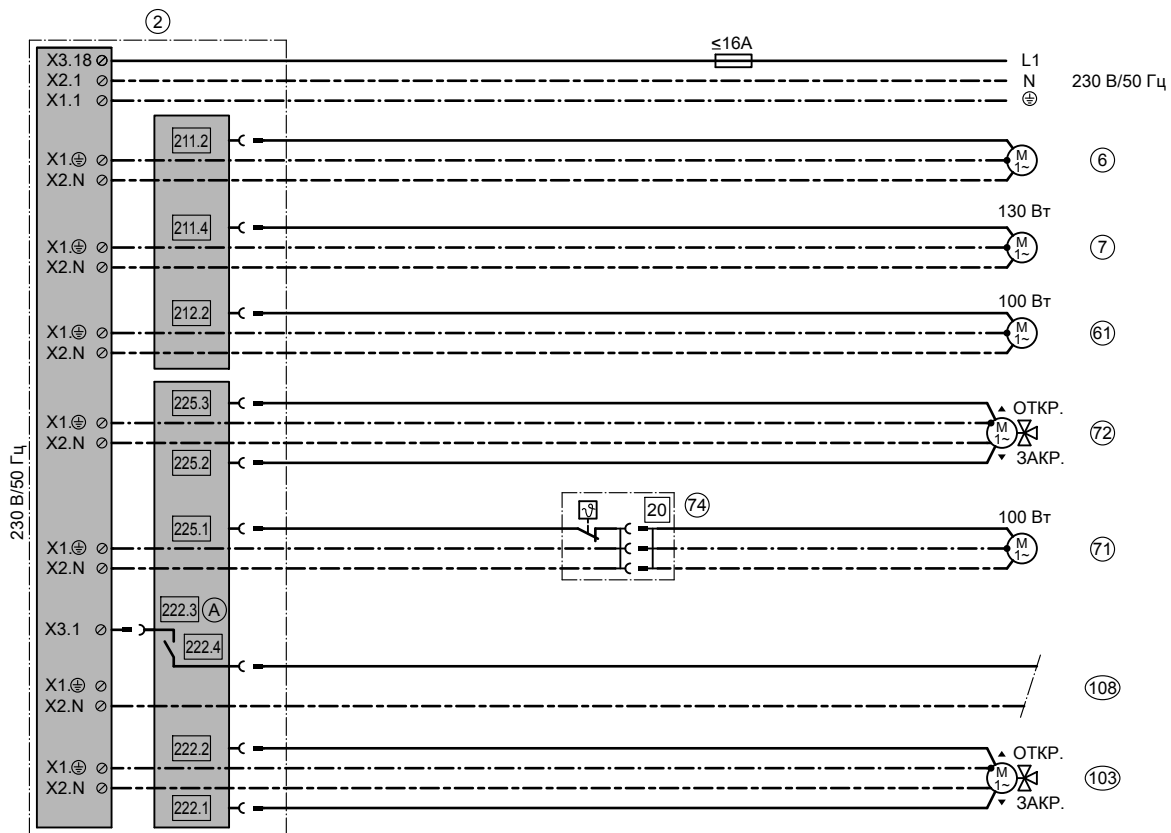 2
≤16A
X3.18 L1
X2.1 N 230 В/50 Гц
X1.1
211.2
X1. M 1~ 6
X2.N
130 Вт
211.4
X1. M 1~ 7
X2.N
100 Вт
212.2
X1. M 1~ 61
X2.N
225.3 ▲ ОТКР.
X1. M 1~ 72
X2.N
225.2 ▼ ЗАКР.
230 В/50 Гц
ϑ 20 74
225.1 100 Вт
X1. M 1~ 71
X2.N
222.3 A
X3.1
222.4
X1. 108
X2.N
222.2 ▲ ОТКР.
X1. M 1~ 103
X2.N
222.1 ▼ ЗАКР.